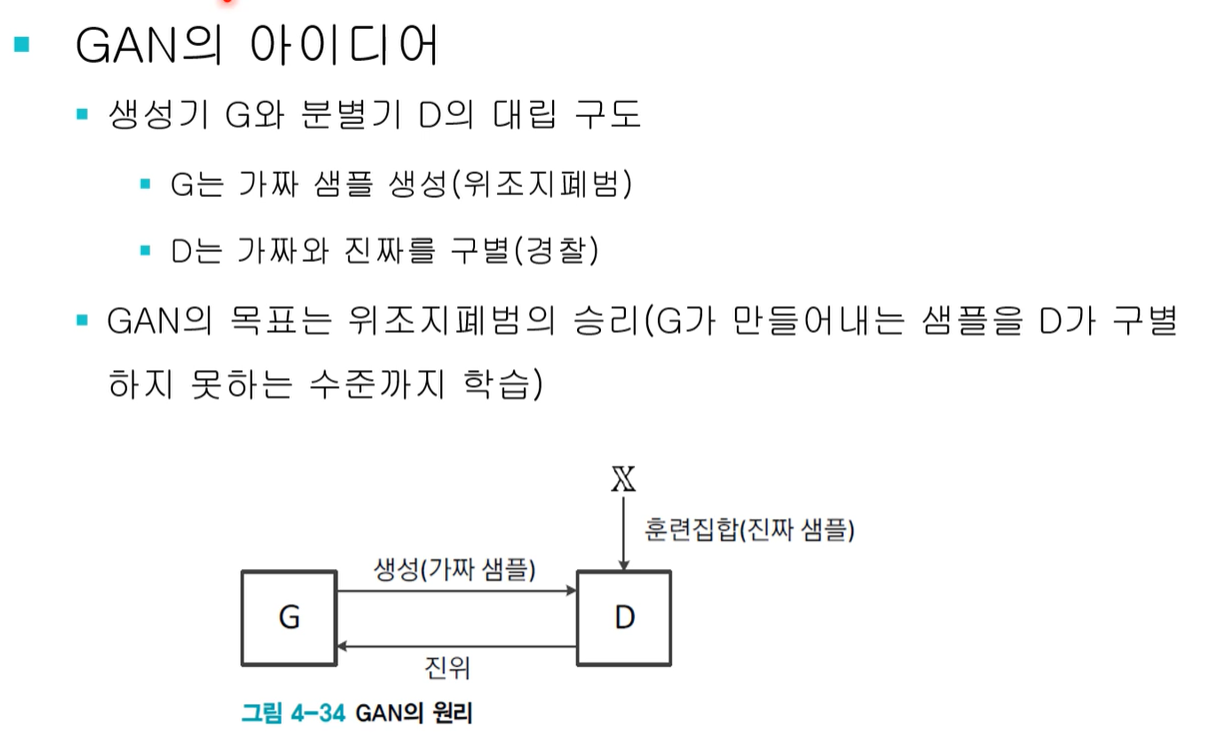 GAN의 아이디어
생성기 G와 분별기 D의 대립 구도
G는 가짜 샘플 생성(위조지폐범)
D는 가짜와 진짜를 구별(경찰)
GAN의 목표는 위조지폐범의 승리(G가 만들어내는 샘플을 D가 구별
하지 못하는 수준까지 학습)
𝕏
훈련집합(진짜 샘플)
생성(가짜 샘플)
G
D
진위
그림 4-34 GAN의 원리